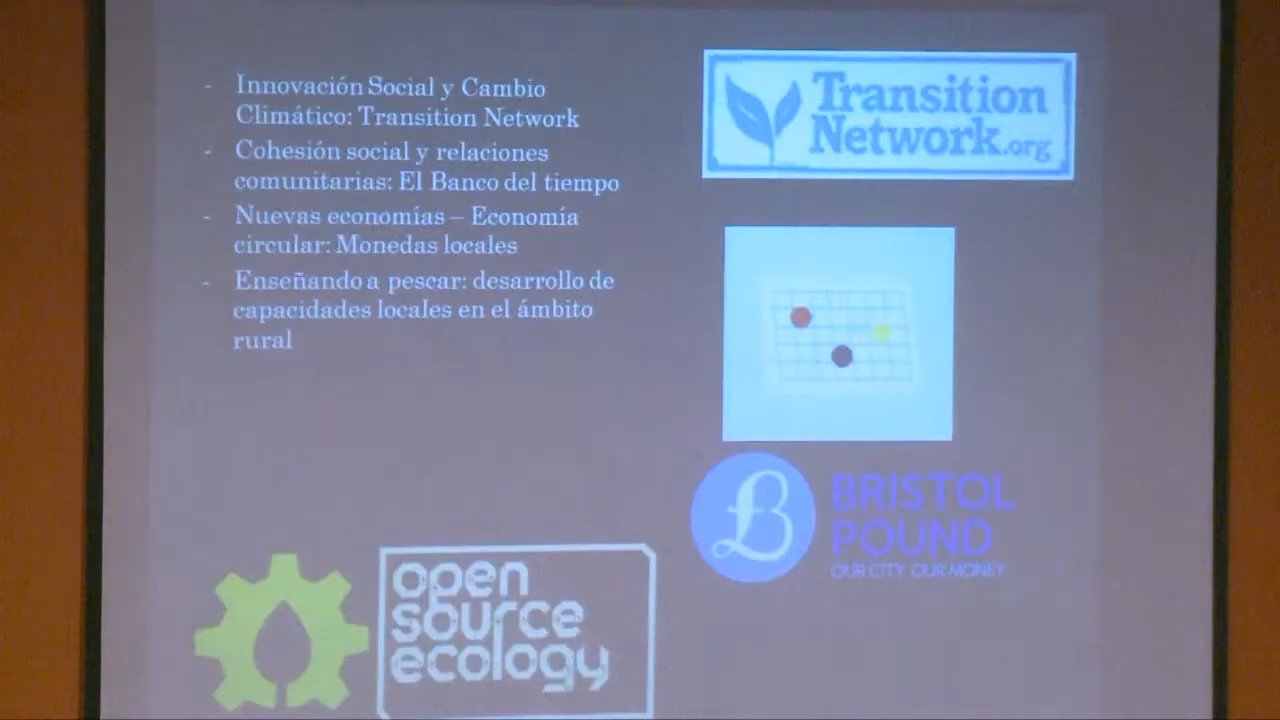 - Innovación Social y Cambio
Climático: Transition Network
- Cohesión social y relaciones
comunitarias: El Banco del tiempo
- Nuevas economías – Economía
circular: Monedas locales
- Enseñando a pescar: desarrollo de
capacidades locales en el ámbito
rural
Transition
Network.org
BRISTOL
POUND
OUR CITY. OUR MONEY
open
source
ecology